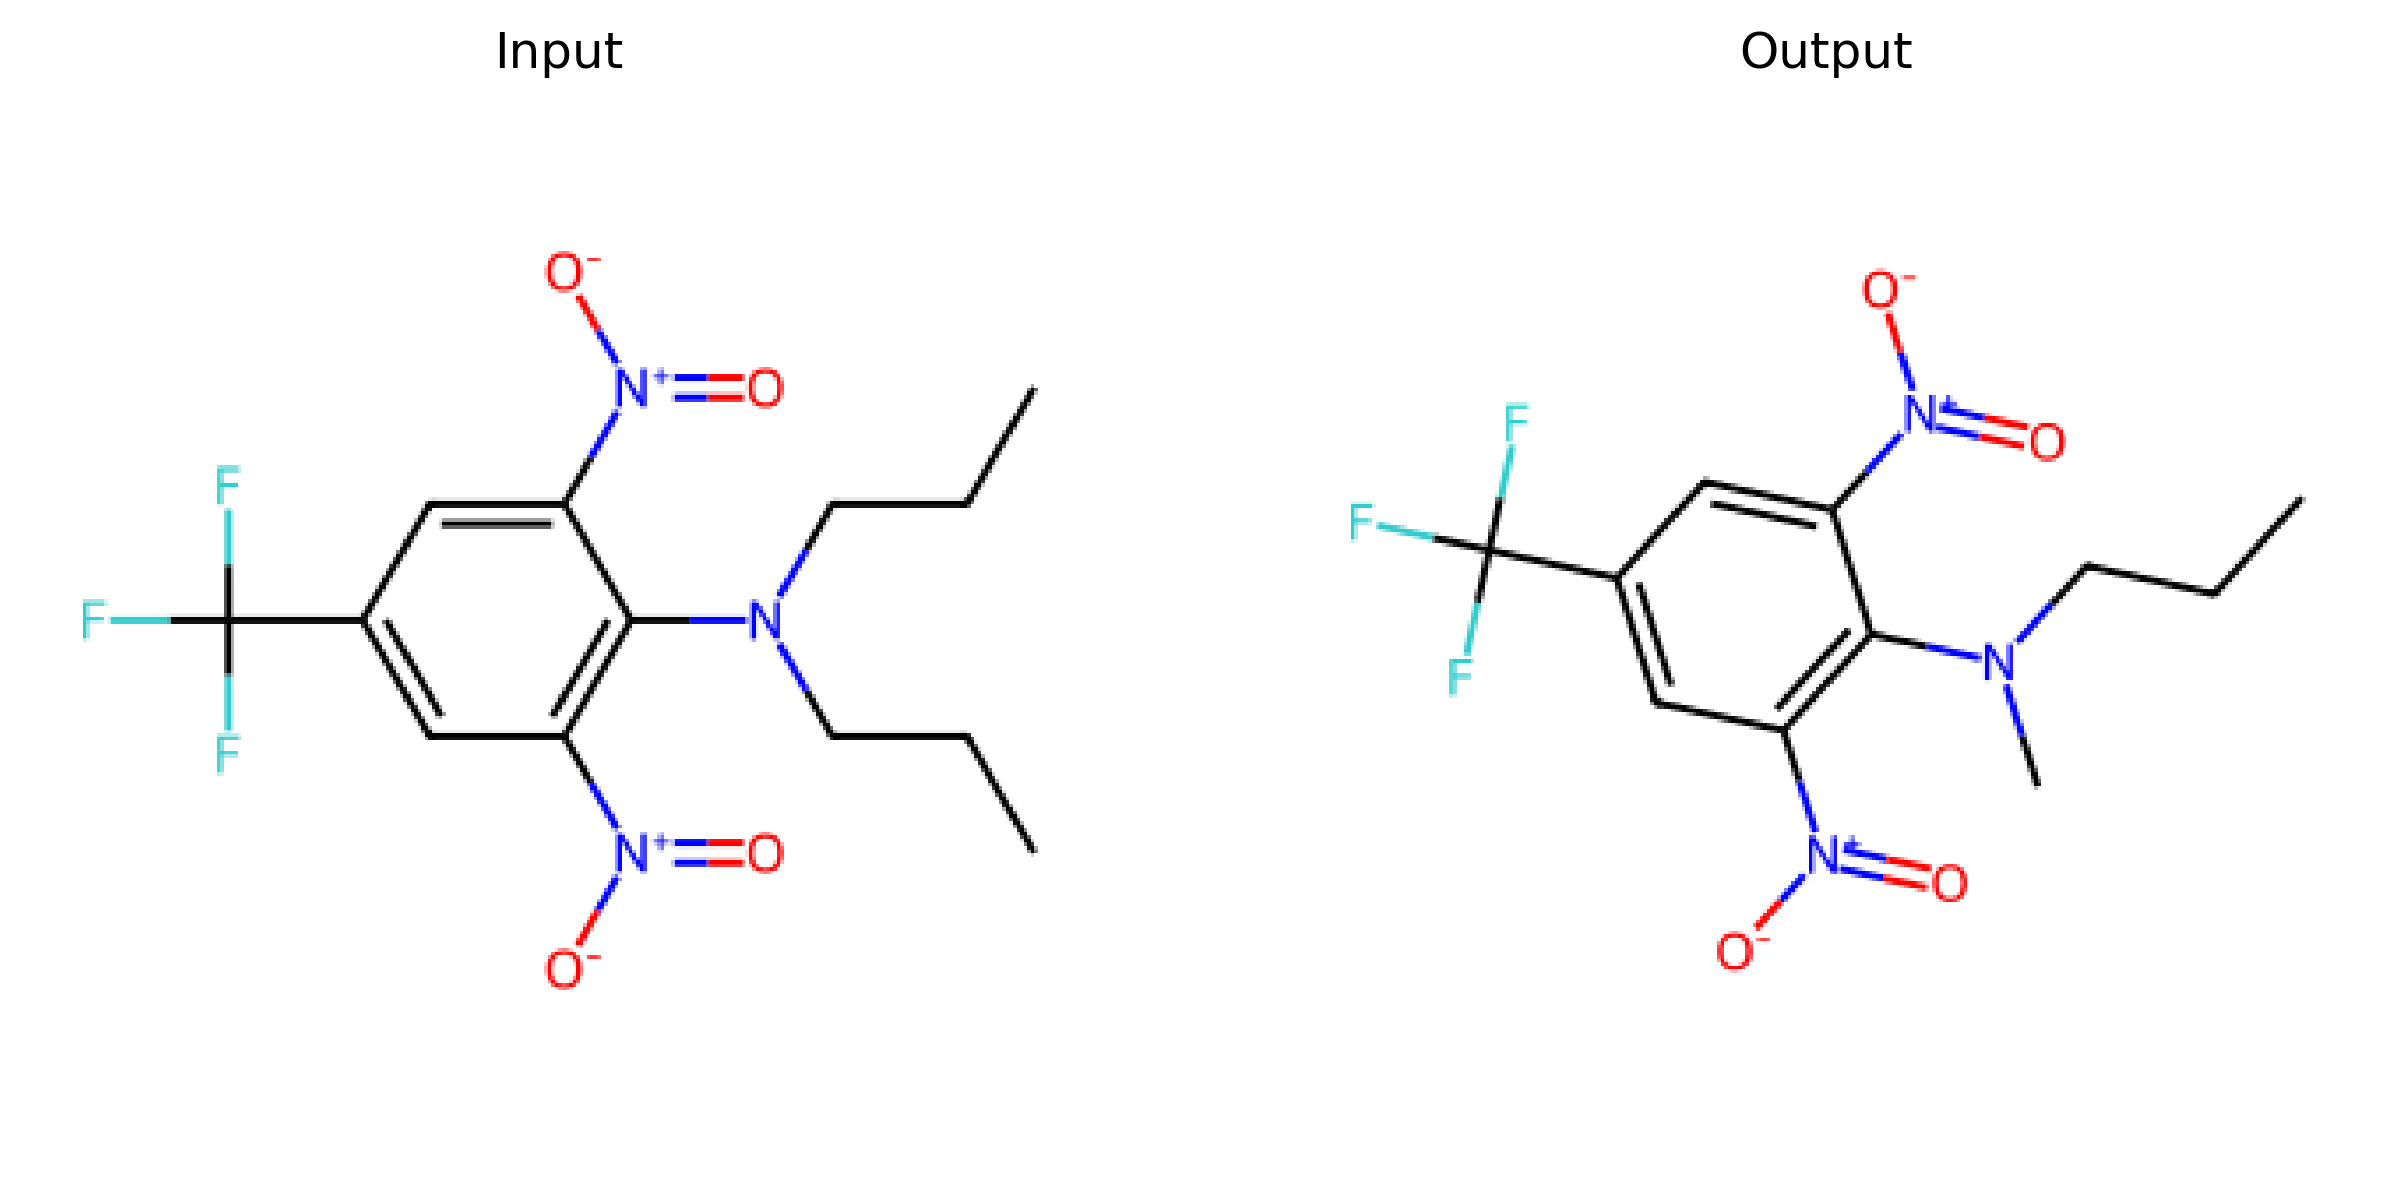 Input Output
O⁻ O⁻
N⁺ O N⁺ O
F F
F N F N
F F
N⁺ O N⁺ O
O⁻ O⁻